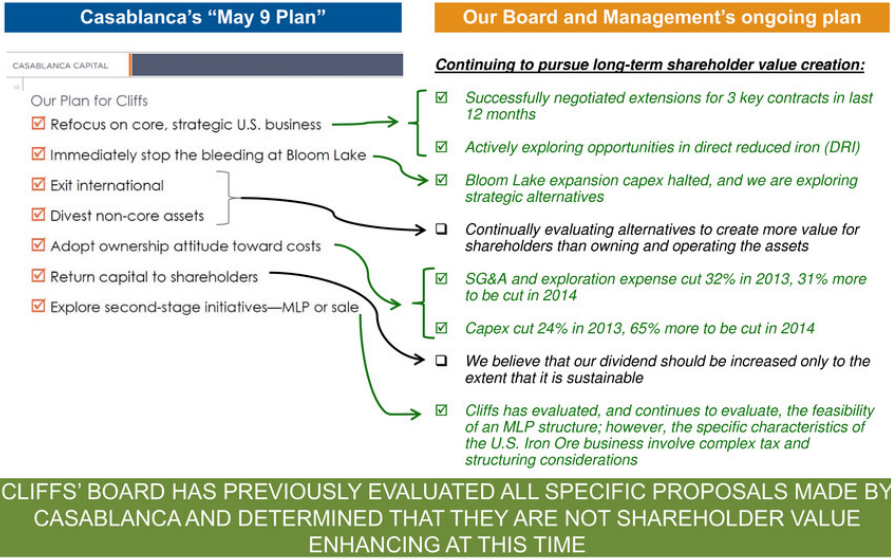 Casablanca's "May 9 Plan"
CASABLANCA CAPITAL
Our Plan for Cliffs
Refocus on core, strategic U.S. business
Immediately stop the bleeding at Bloom Lake
Exit international
Divest non-core assets
Adopt ownership attitude toward costs
Return capital to shareholders
Explore second-stage initiatives—MLP or sale
Our Board and Management's ongoing plan
Continuing to pursue long-term shareholder value creation:
Successfully negotiated extensions for 3 key contracts in last
12 months
Actively exploring opportunities in direct reduced iron (DRI)
Bloom Lake expansion capex halted, and we are exploring
strategic alternatives
Continually evaluating alternatives to create more value for
shareholders than owning and operating the assets
SG&A and exploration expense cut 32% in 2013, 31% more
to be cut in 2014
Capex cut 24% in 2013, 65% more to be cut in 2014
We believe that our dividend should be increased only to the
extent that it is sustainable
Cliffs has evaluated, and continues to evaluate, the feasibility
of an MLP structure; however, the specific characteristics of
the U.S. Iron Ore business involve complex tax and
structuring considerations
CLIFFS' BOARD HAS PREVIOUSLY EVALUATED ALL SPECIFIC PROPOSALS MADE BY
CASABLANCA AND DETERMINED THAT THEY ARE NOT SHAREHOLDER VALUE
ENHANCING AT THIS TIME